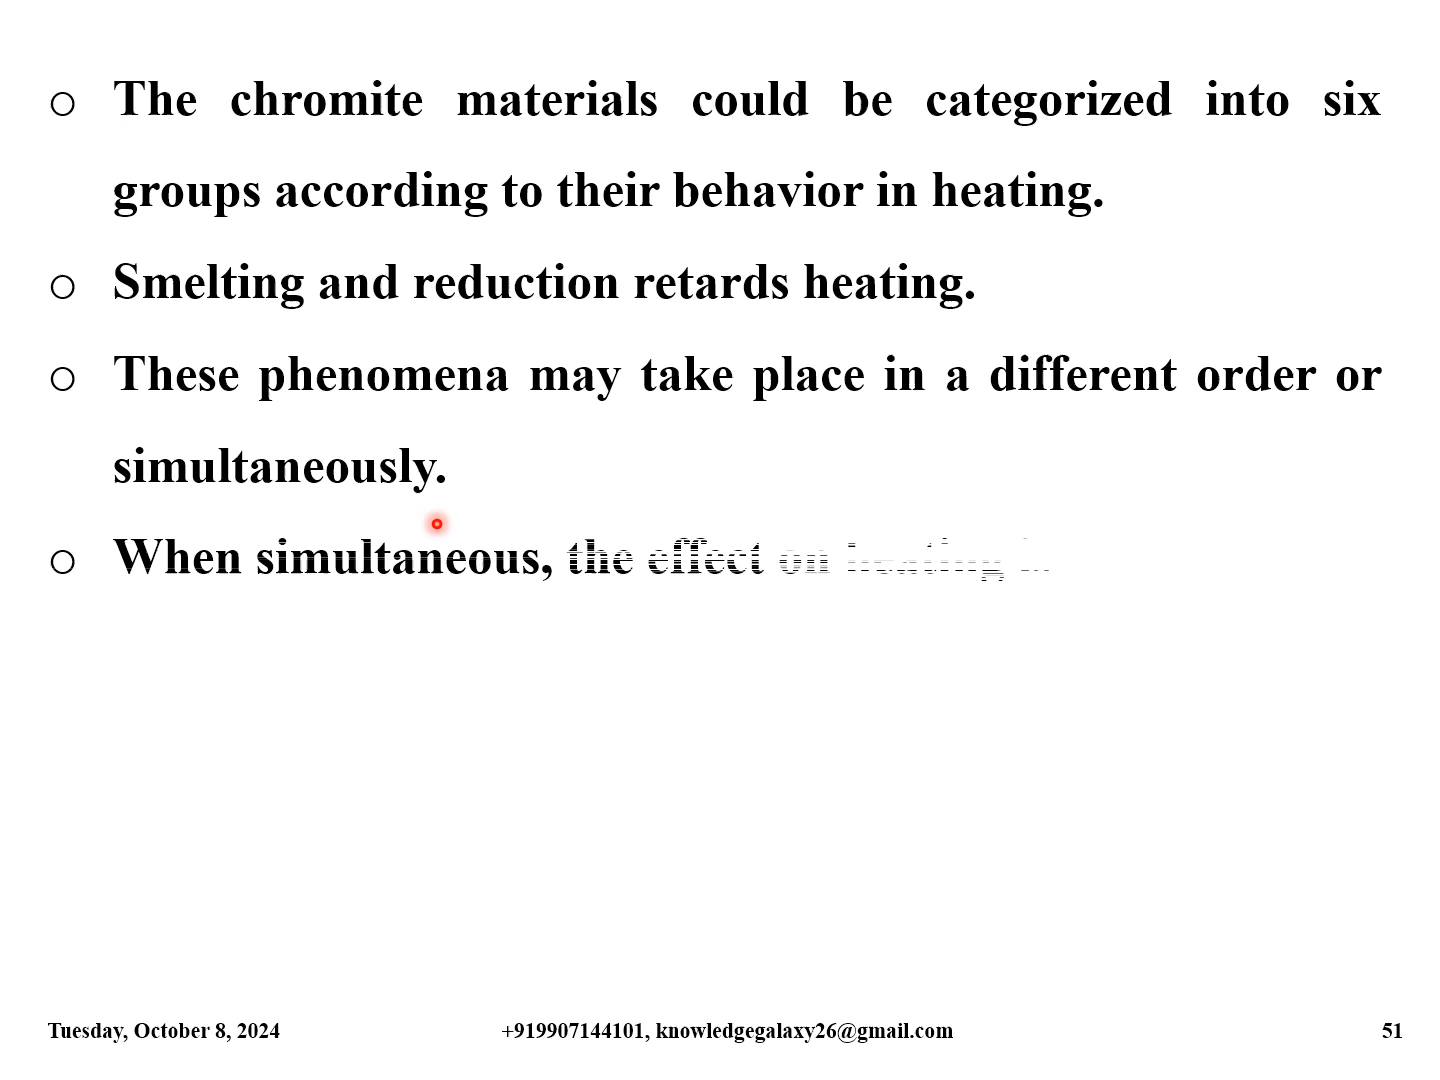 The chromite materials could be categorized into six
groups according to their behavior in heating.
Smelting and reduction retards heating.
These phenomena may take place in a different order or
simultaneously.
When simultaneous, the effect on heating
Tuesday, October 8, 2024
+919907144101, knowledgegalaxy26@gmail.com
51